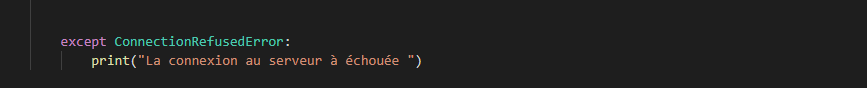 except ConnectionRefusedError:
print("La connexion au serveur à échouée ")